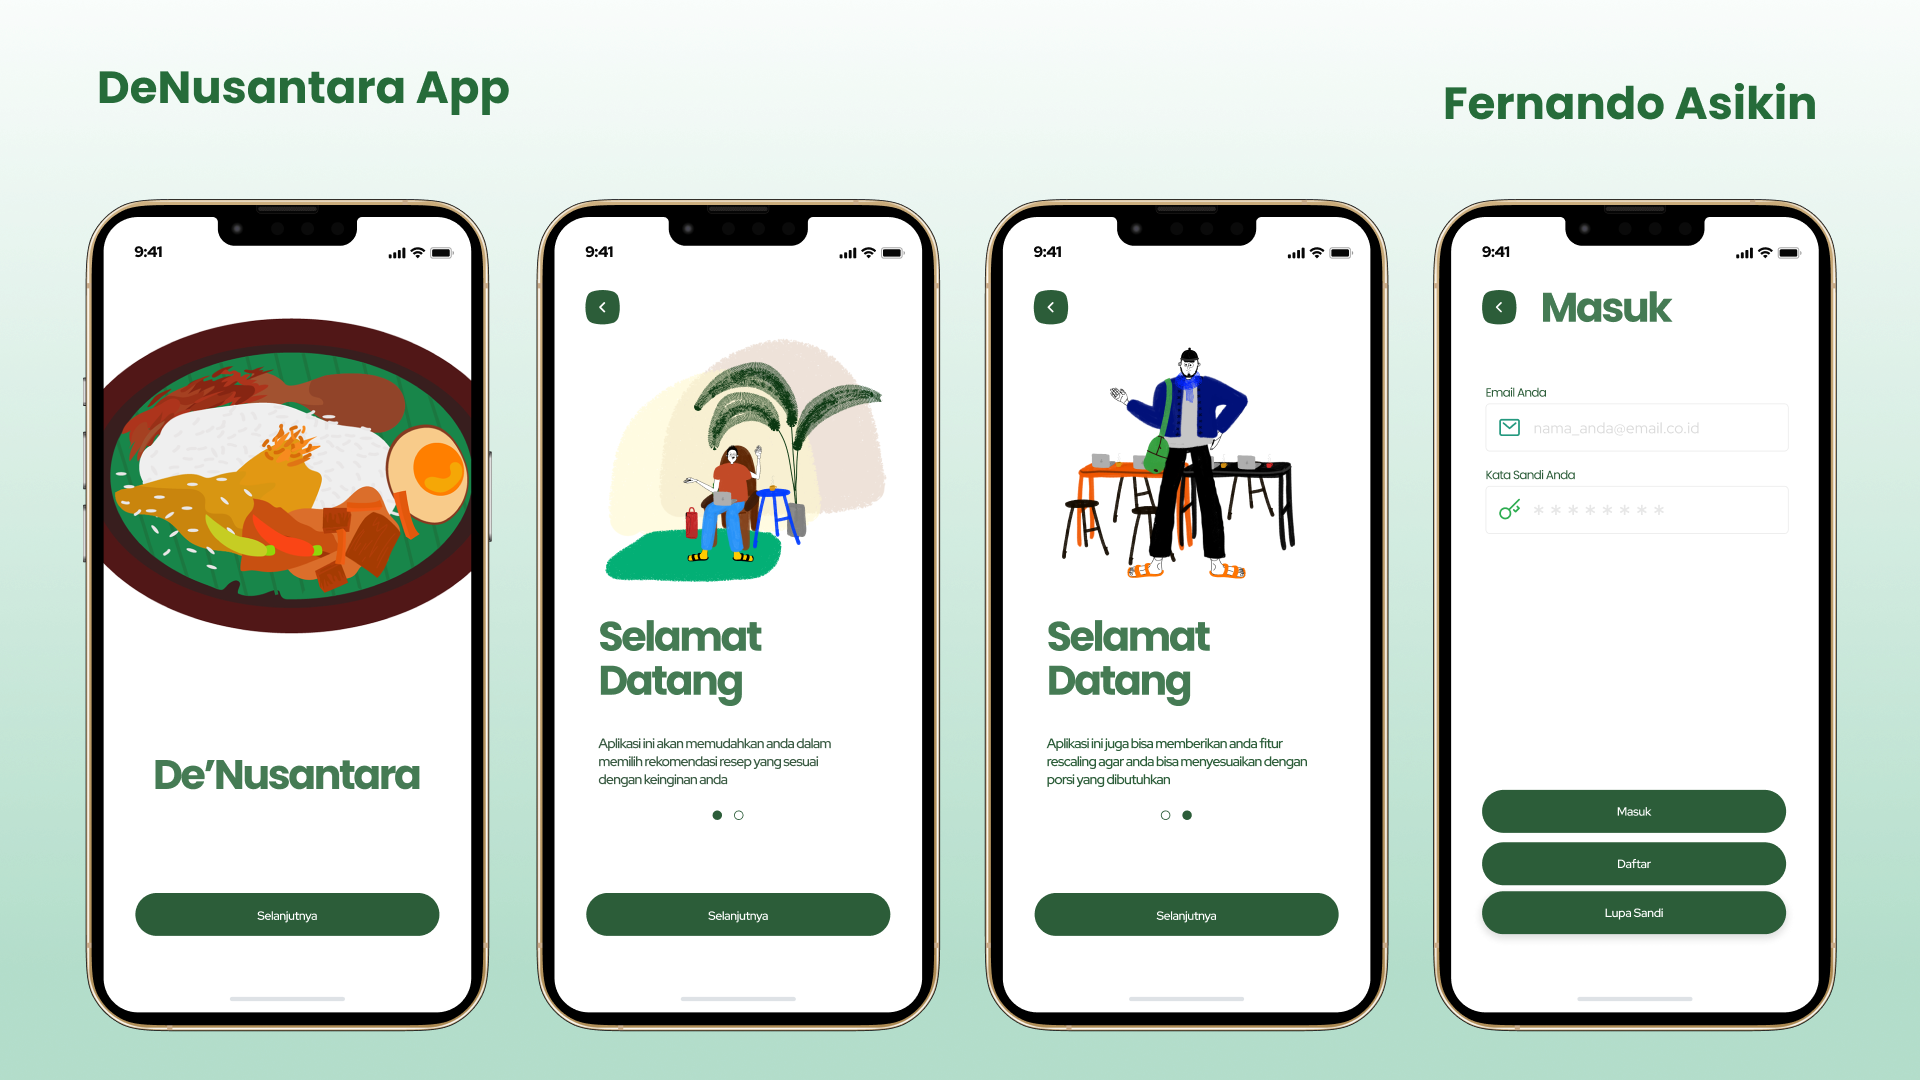 DeNusantara App
Fernando Asikin
9:41
De’Nusantara
Selanjutnya
9:41
Selamat
Datang
Aplikasi ini akan memudahkan anda dalam
memilih rekomendasi resep yang sesuai
dengan keinginan anda
Selanjutnya
9:41
Selamat
Datang
Aplikasi ini juga bisa memberikan anda fitur
rescaling agar anda bisa menyesuaikan dengan
porsi yang dibutuhkan
Selanjutnya
9:41
Masuk
Email Anda
nama_anda@email.co.id
Kata Sandi Anda
* * * * * * * *
Masuk
Daftar
Lupa Sandi